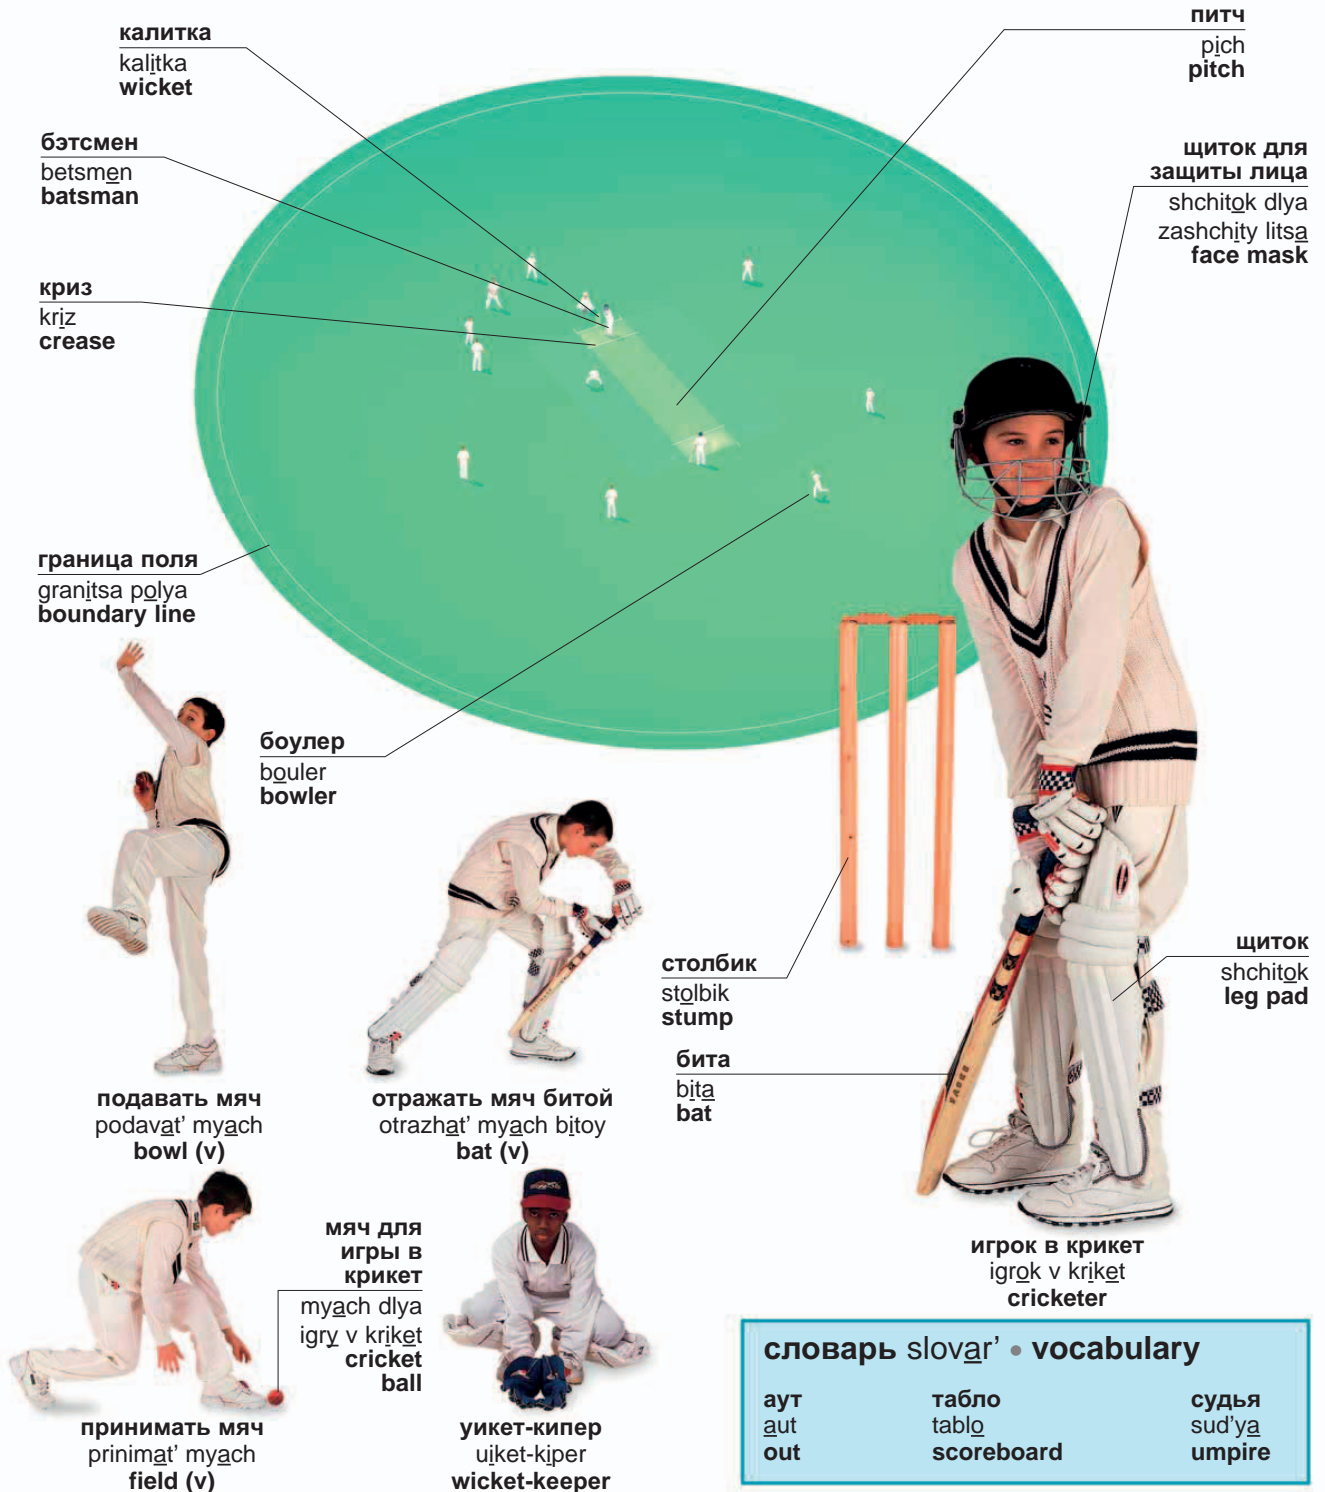 калитка
kalitka
wicket
питч
pich
pitch
бэтсмен
betsmen
batsman
щиток для
защиты лица
shchitok dlya
zashchity litsa
face mask
криз
kriz
crease
граница поля
granitsa polya
boundary line
боулер
bouler
bowler
столбик
stolbik
stump
щиток
shchitok
leg pad
бита
bita
bat
подавать мяч
podavat' myach
bowl (v)
отражать мяч битой
otrazhat' myach bitoy
bat (v)
мяч для
игры в
крикет
myach dlya
igry v kriket
cricket
ball
игрок в крикет
igrok v kriket
cricketer
принимать мяч
prinimat' myach
field (v)
уикет-кипер
uiket-kiper
wicket-keeper
словарь slovar' • vocabulary
аут
aut
out
табло
tablo
scoreboard
судья
sud'ya
umpire